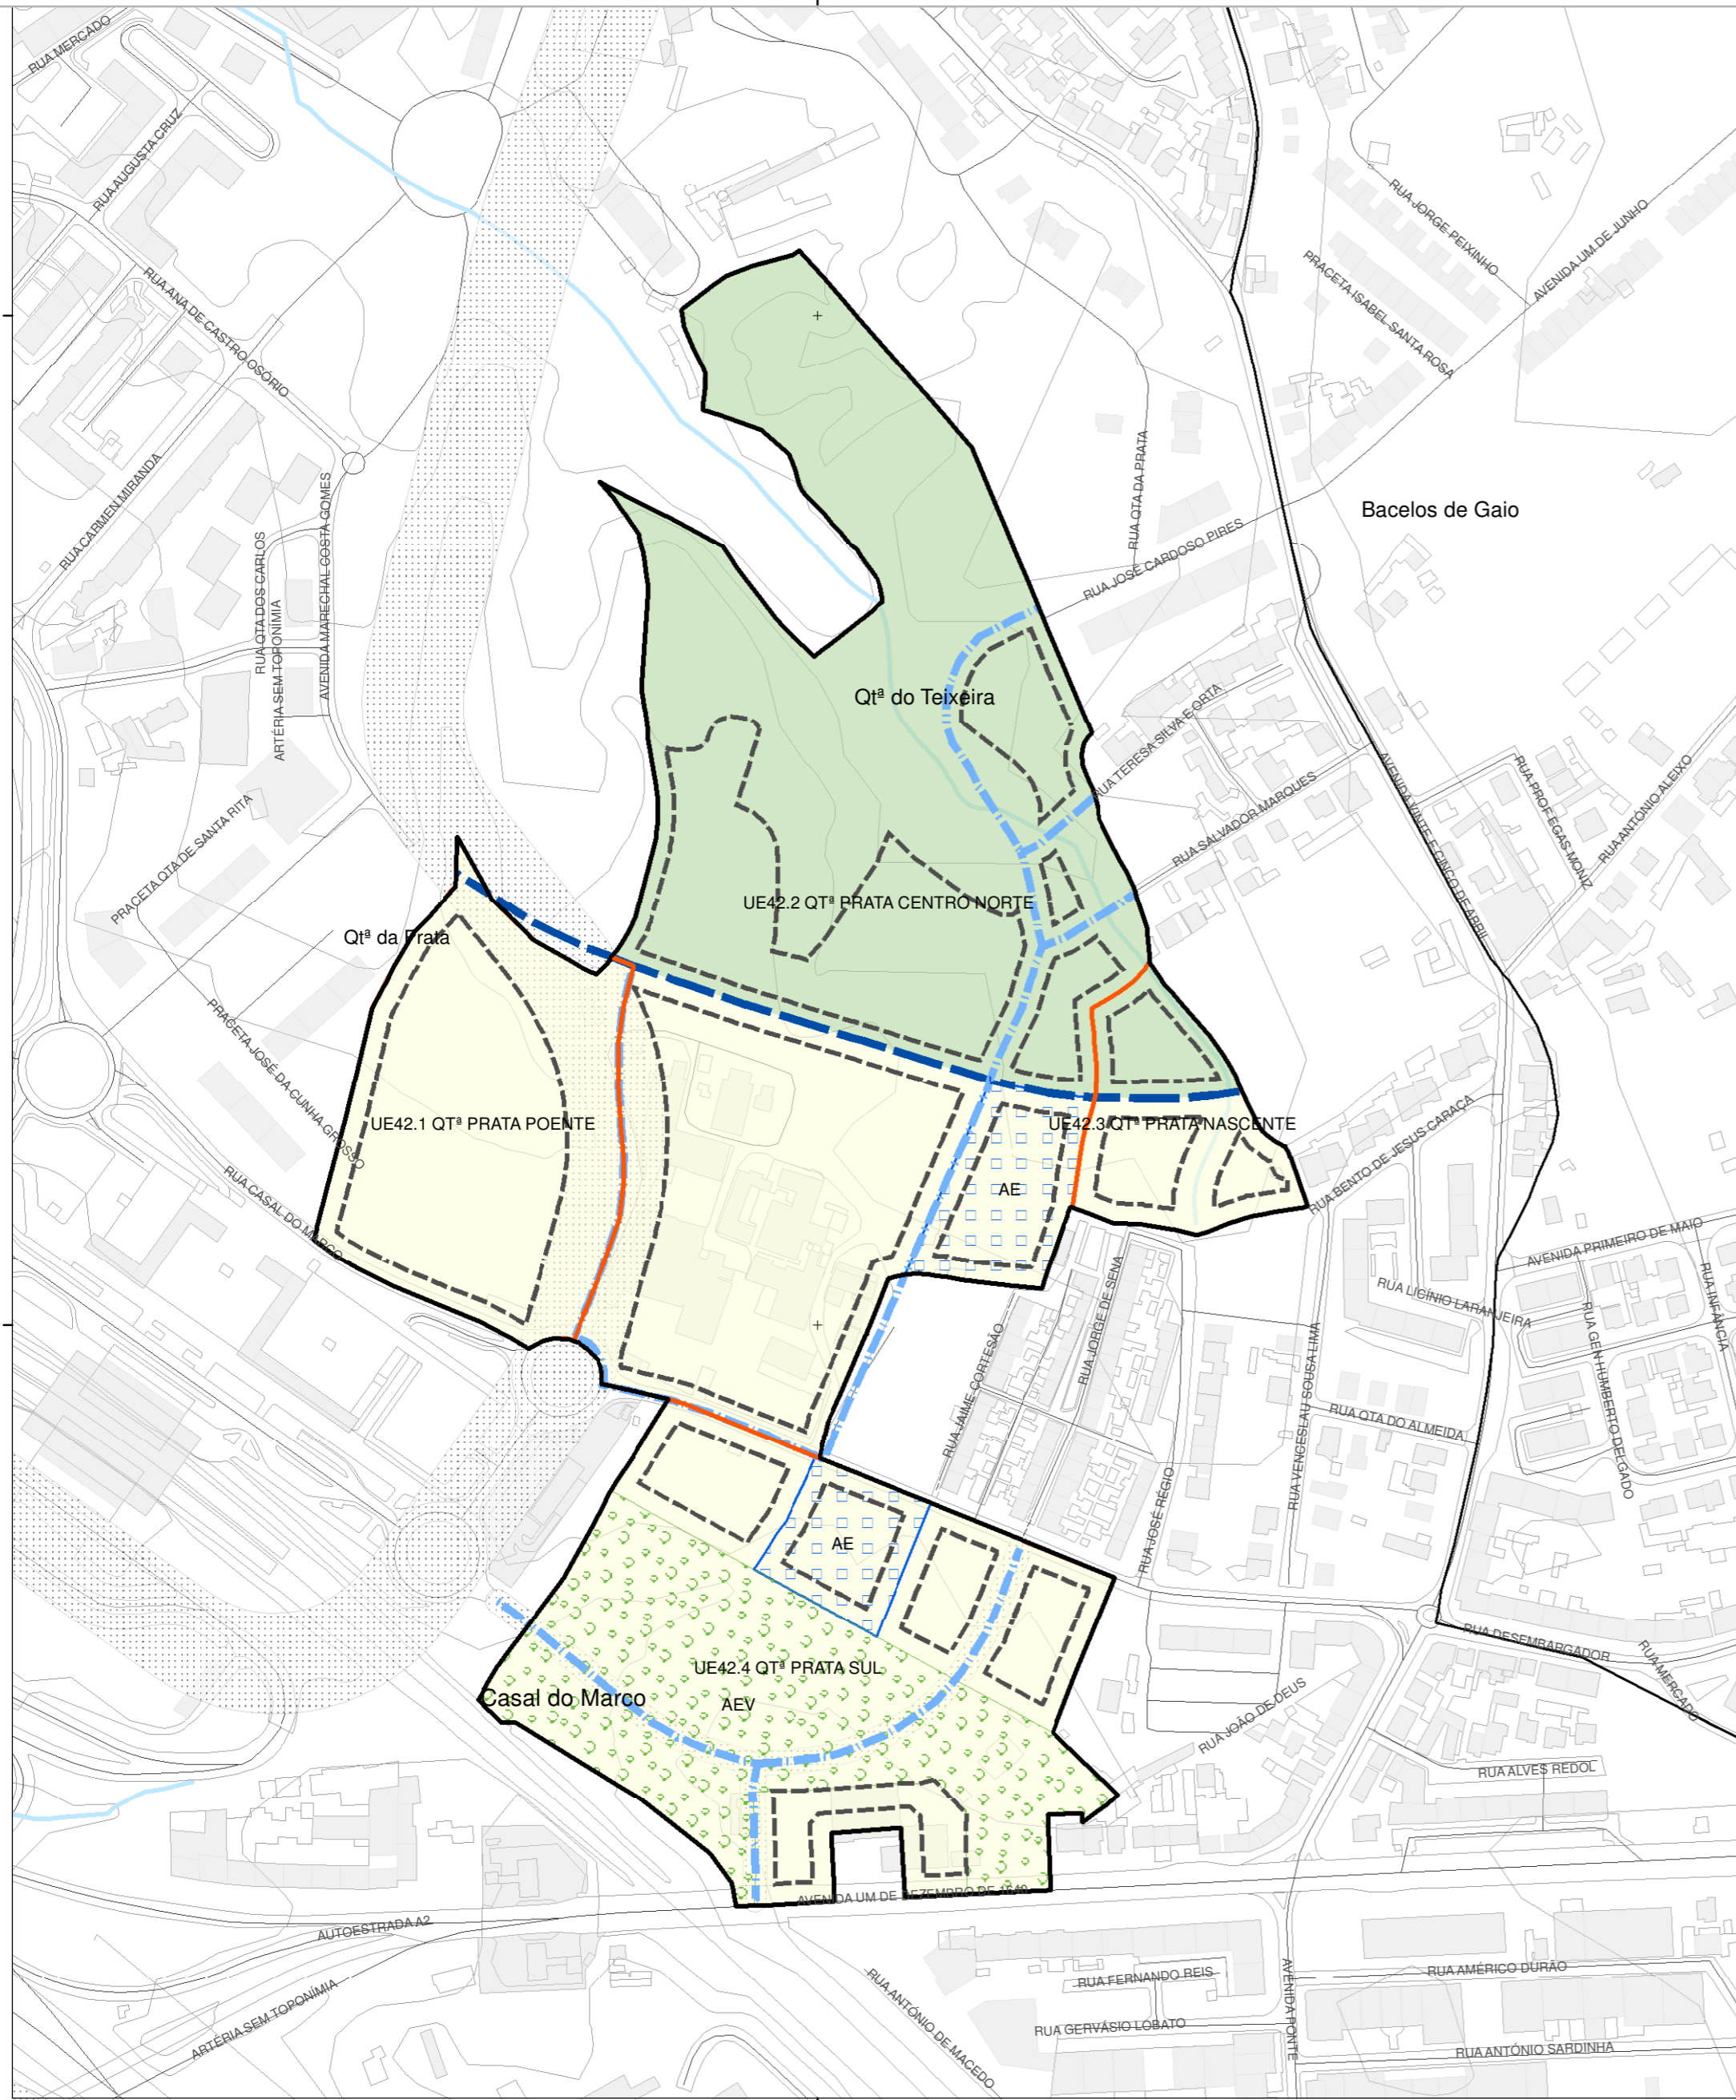 RUA MERCADO
RUA AUGUSTA CRUZ
RUA ANA DE CASTRO OSÓRIO
RUA JORGE PEIXINHO
AVENIDA UM DE JUNHO
PRACETA ISABEL SANTA ROSA
RUA CARMEN MIRANDA
RUA QTA DOS CARLOS
ARTÉRIA SEM TOPONÍMIA
AVENIDA MARECHAL COSTA GOMES
RUA QTA DA PRATA
Bacelos de Gaio
RUA JOSÉ CARDOSO PIRES
Qtª do Teixeira
RUA TERESA SILVA E ORTA
RUA SALVADOR MARQUES
AVENIDA VINTE E CINCO DE ABRIL
RUA PROF EGAS MONIZ
RUA ANTÓNIO ALEIXO
PRACETA QTA DE SANTA RITA
UE42.2 QTª PRATA CENTRO NORTE
Qtª da Prata
PRACETA JOSÉ DA CUNHA GROSSO
UE42.1 QTª PRATA POENTE
UE42.3 QTª PRATA NASCENTE
RUA BENTO DE JESUS CARAÇA
AE
RUA CASAL DO MARCO
AVENIDA PRIMEIRO DE MAIO
RUA INFÂNCIA
RUA LICÍNIO LARANJEIRA
RUA GEN HUMBERTO DELGADO
RUA JORGE DE SENA
RUA JAIME CORTESÃO
RUA VENCESLAU SOUSA LIMA
RUA QTA DO ALMEIDA
RUA JOSÉ RÉGIO
AE
RUA DESEMBARGADOR
RUA MERCADO
UE42.4 QTª PRATA SUL
Casal do Marco
AEV
RUA JOÃO DE DEUS
RUA ALVES REDOL
AVENIDA UM DE DEZEMBRO DE 1640
AUTOESTRADA A2
RUA ANTÓNIO DE MACEDO
RUA FERNANDO REIS
AVENIDA PONTE
RUA AMÉRICO DURÃO
RUA GERVÁSIO LOBATO
RUA ANTÓNIO SARDINHA
ARTÉRIA SEM TOPONÍMIA